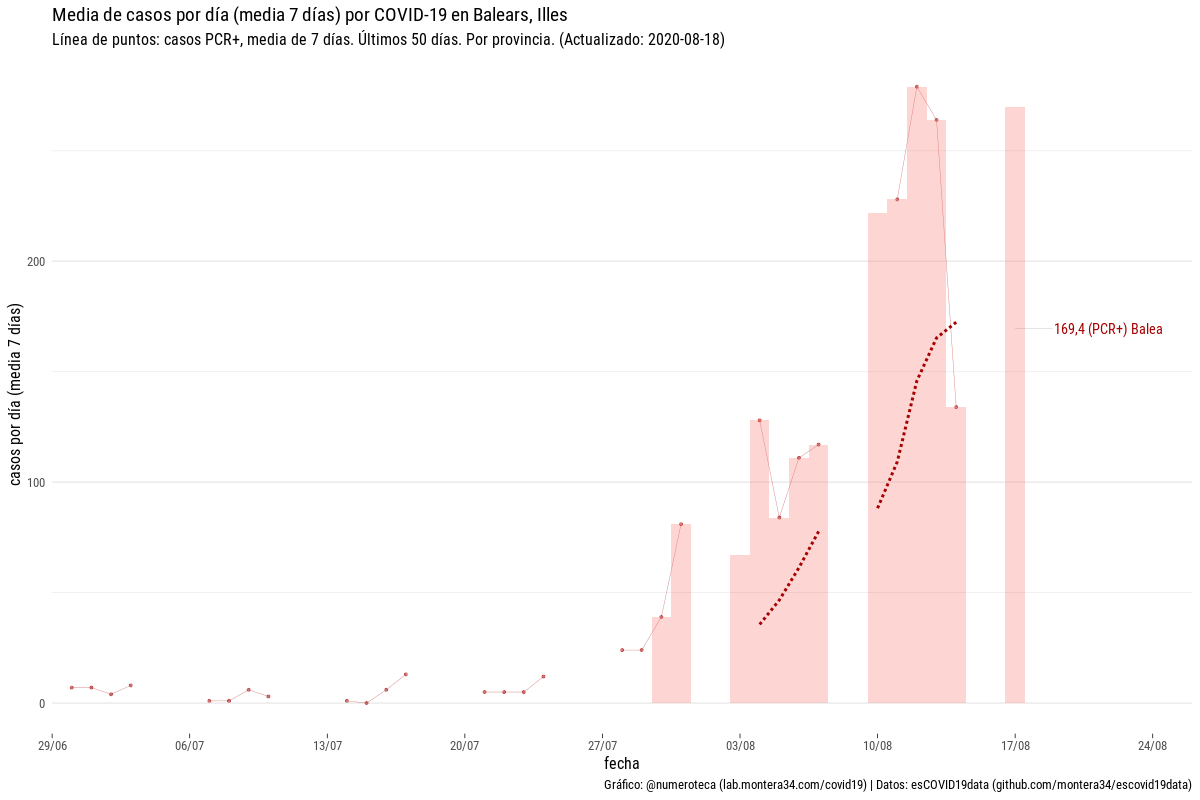 Media de casos por día (media 7 días) por COVID-19 en Balears, Illes
Línea de puntos: casos PCR+, media de 7 días. Últimos 50 días. Por provincia. (Actualizado: 2020-08-18)
casos por día (media 7 días)
200
100
0
169,4 (PCR+) Balea
29/06
06/07
13/07
20/07
27/07
03/08
10/08
17/08
24/08
fecha
Gráfico: @numeroteca (lab.montera34.com/covid19) | Datos: esCOVID19data (github.com/montera34/escovid19data)